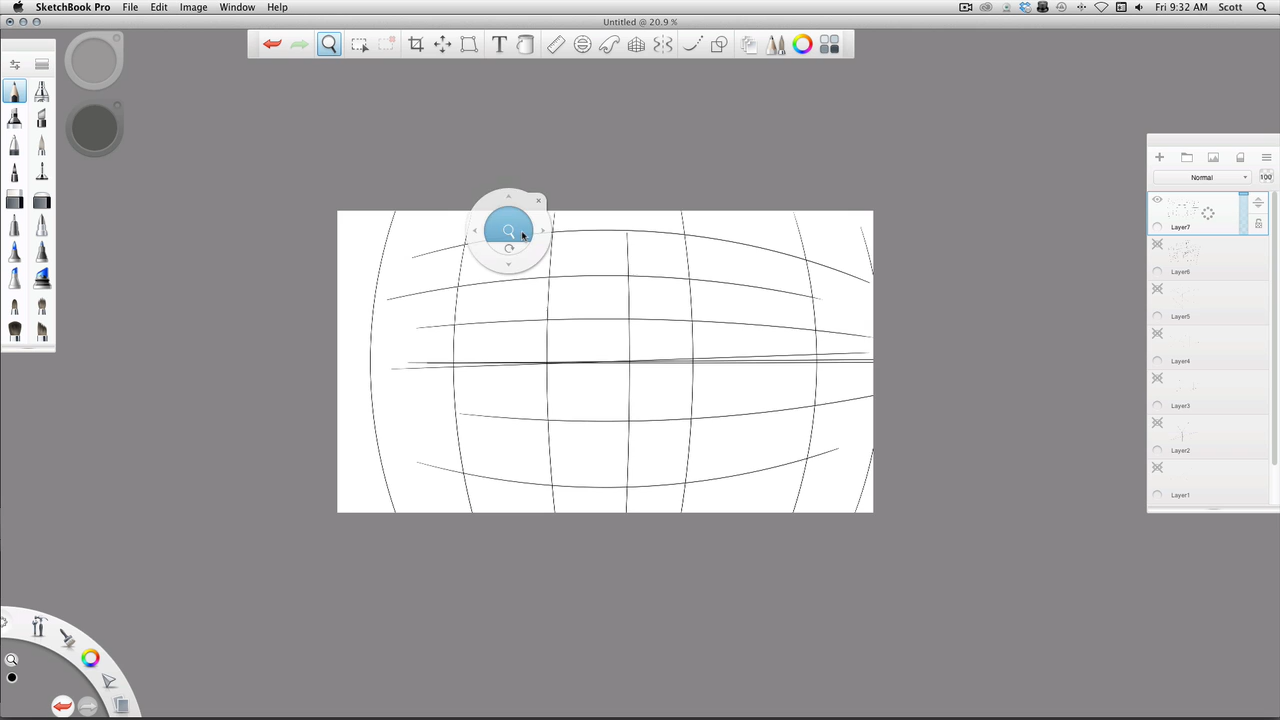 SketchBook Pro File Edit Image Window Help Fri 9:32 AM Scott
Untitled @ 20.9 %
T
Normal 100
Layer7
Layer6
Layer5
Layer4
Layer3
Layer2
Layer1